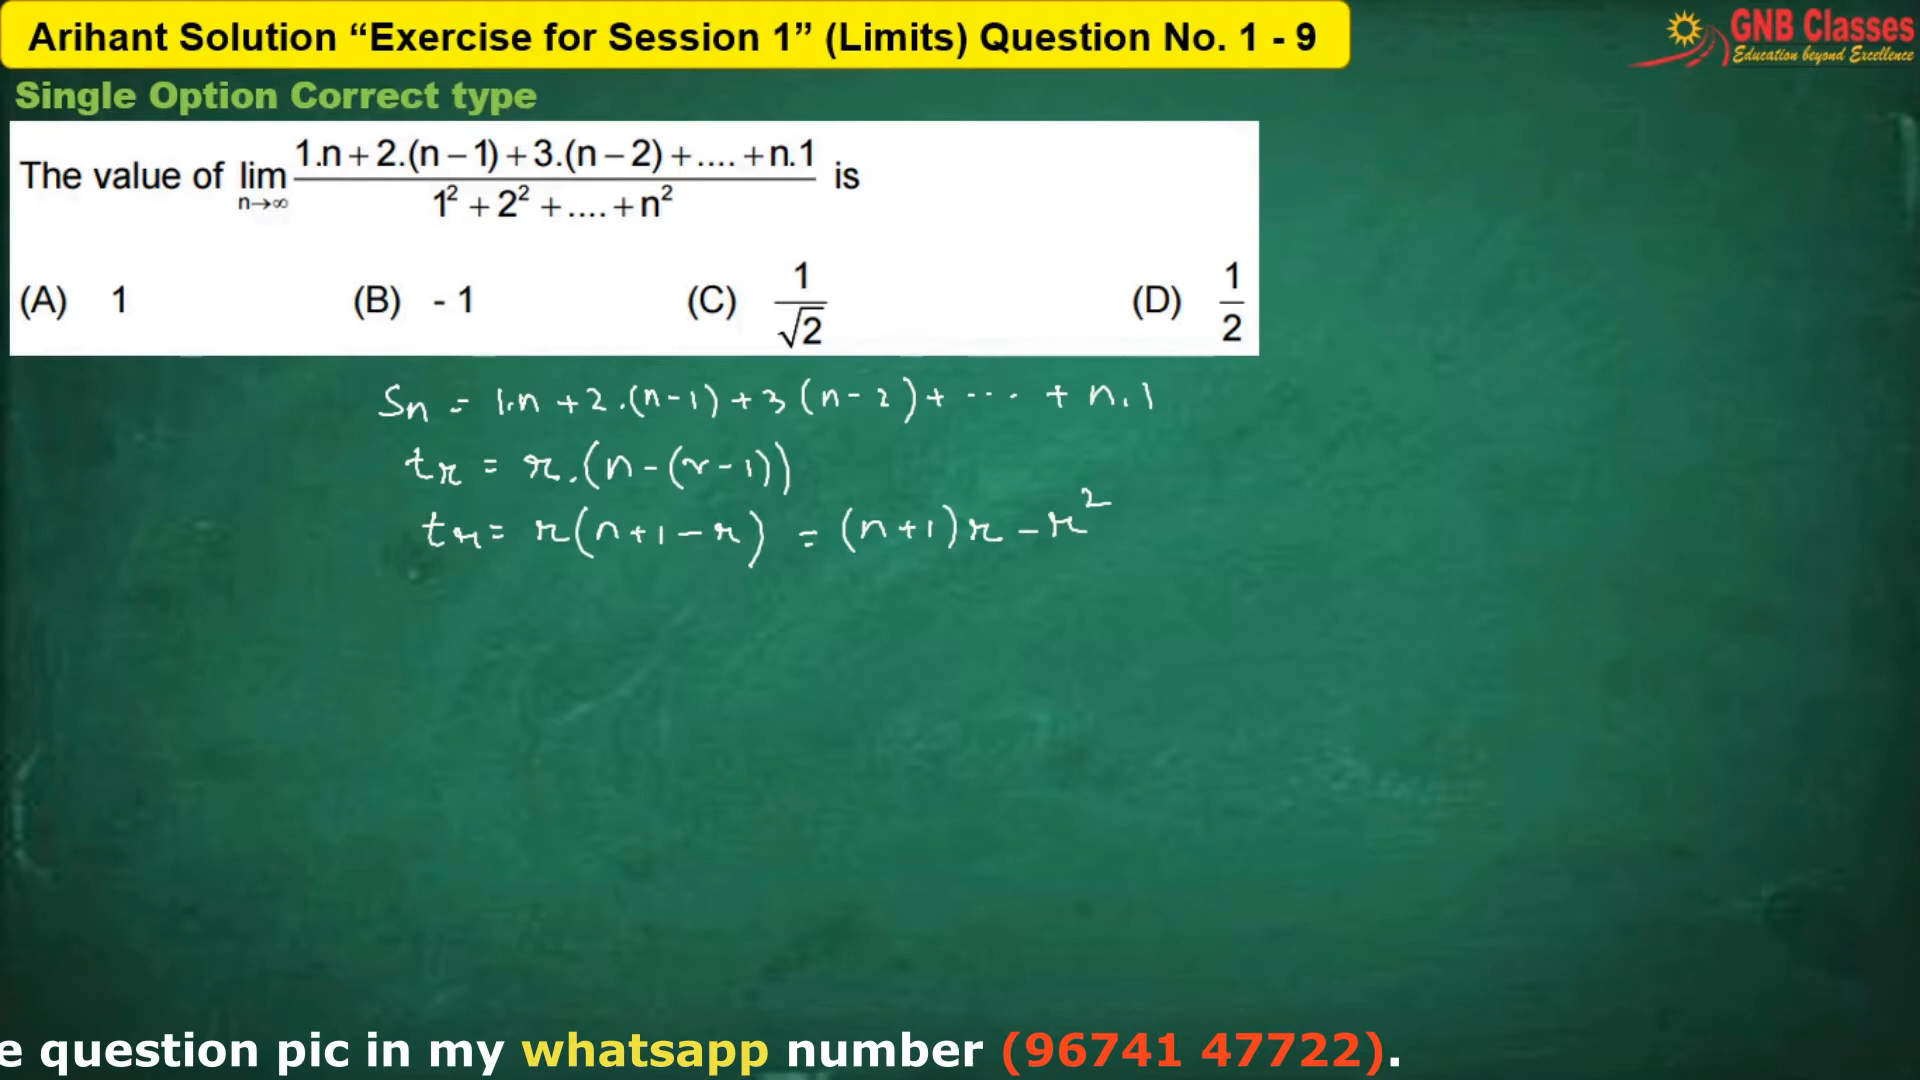 Arihant Solution “Exercise for Session 1” (Limits) Question No. 1 - 9
GNB Classes
Education beyond Excellence
Single Option Correct type
The value of lim n→∞ (1.n + 2.(n – 1) + 3.(n – 2) + .... + n.1) / (1² + 2² + .... + n²) is
(A) 1 (B) - 1 (C) 1/√2 (D) 1/2
Sn = 1.n + 2.(n-1) + 3(n-2) + ... + n.1
tr = r.(n-(r-1))
tr = r(n+1-r) = (n+1)r - r²
e question pic in my whatsapp number (96741 47722).